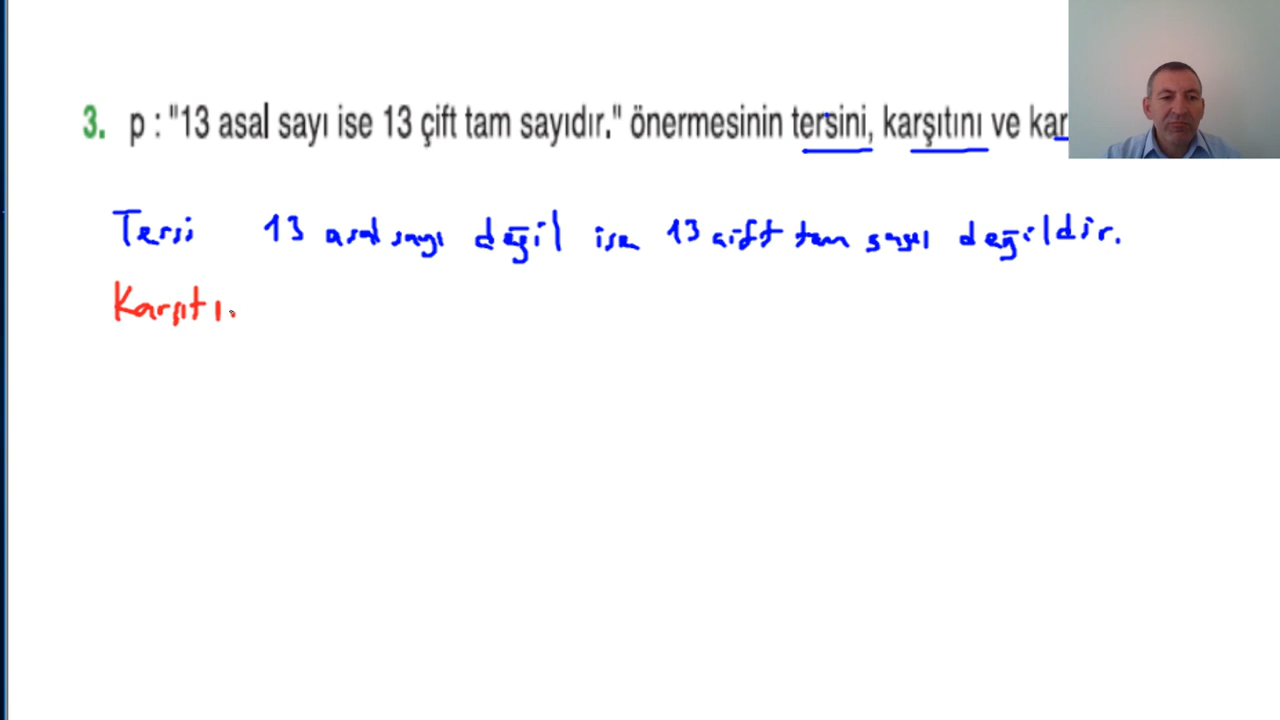 3. p : "13 asal sayı ise 13 çift tam sayıdır." önermesinin tersini, karşıtını ve kar
Tersi 13 asal sayı değil ise 13 çift tam sayı değildir.
Karşıtı